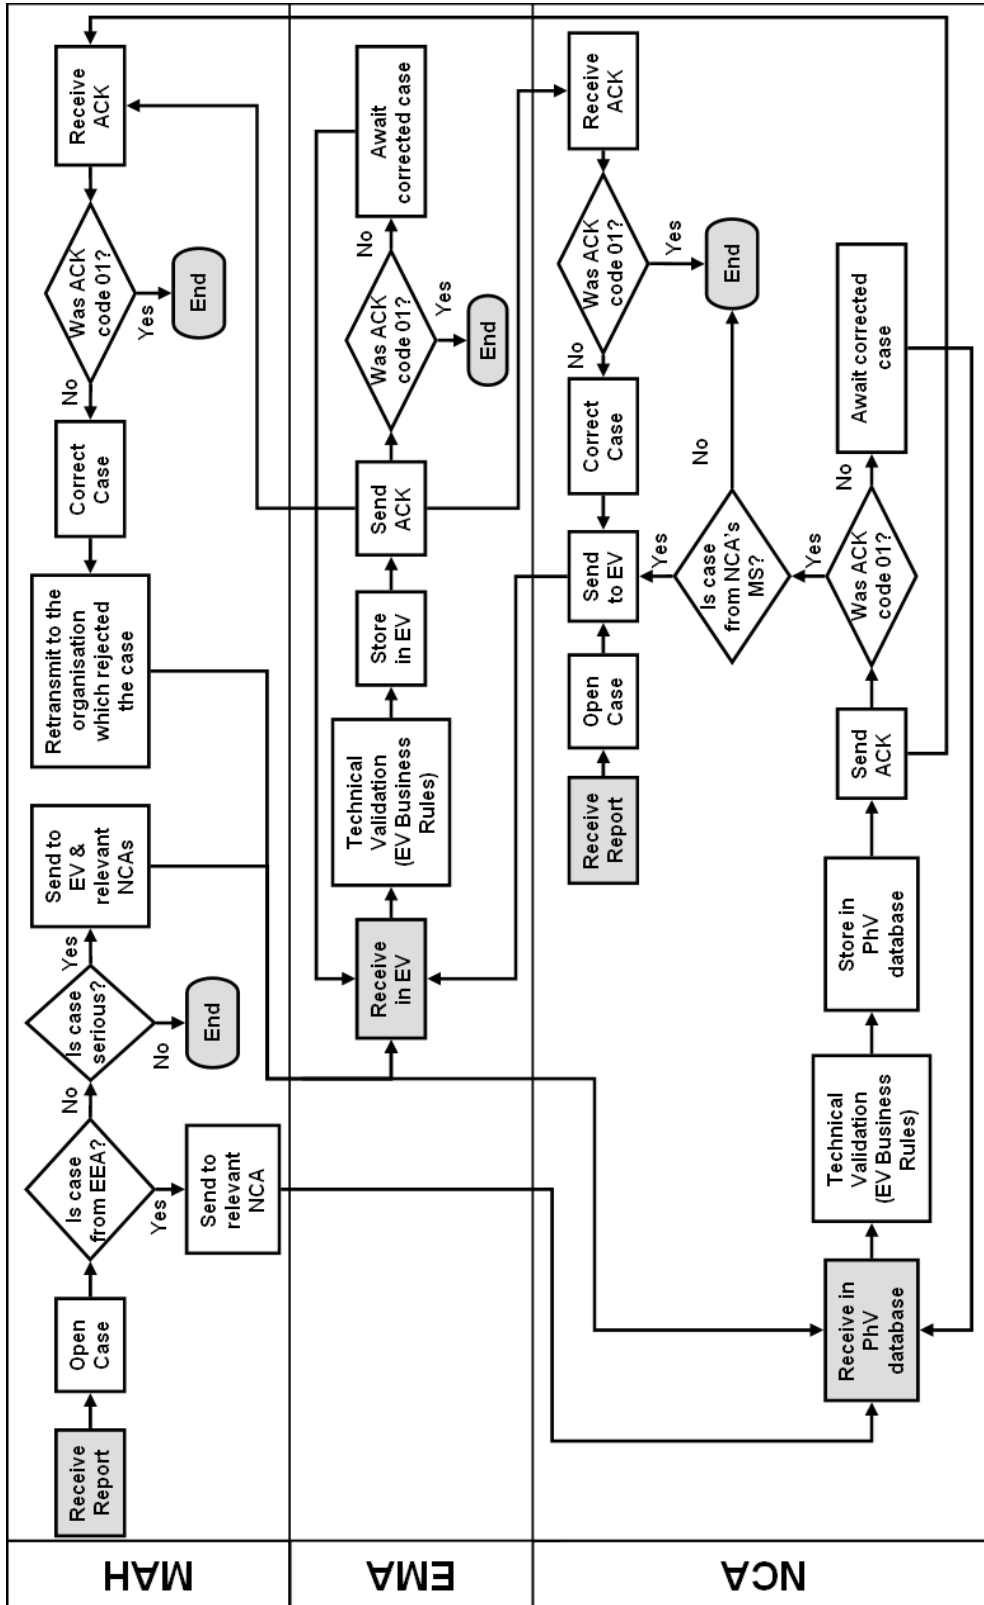 MAH
Receive
Report
Open
Case
Is case
from EEA?
Yes
No
Send to
relevant
NCA
Is case
serious?
No
Yes
End
Send to
EV &
relevant
NCAs
Retransmit to the
organisation
which rejected
the case
Correct
Case
No
Was ACK
code 01?
Yes
End
Receive
ACK
EMA
Receive
in EV
Technical
Validation
(EV Business
Rules)
Store
in EV
Send
ACK
Was ACK
code 01?
No
Yes
End
Await
corrected case
NCA
Receive
Report
Open
Case
Send
to EV
Correct
Case
No
Was ACK
code 01?
Yes
End
Receive
ACK
Yes
Is case
from NCA's
MS?
No
Receive in
PhV
database
Technical
Validation
(EV Business
Rules)
Store in
PhV
database
Send
ACK
Was ACK
code 01?
Yes
No
Await corrected
case